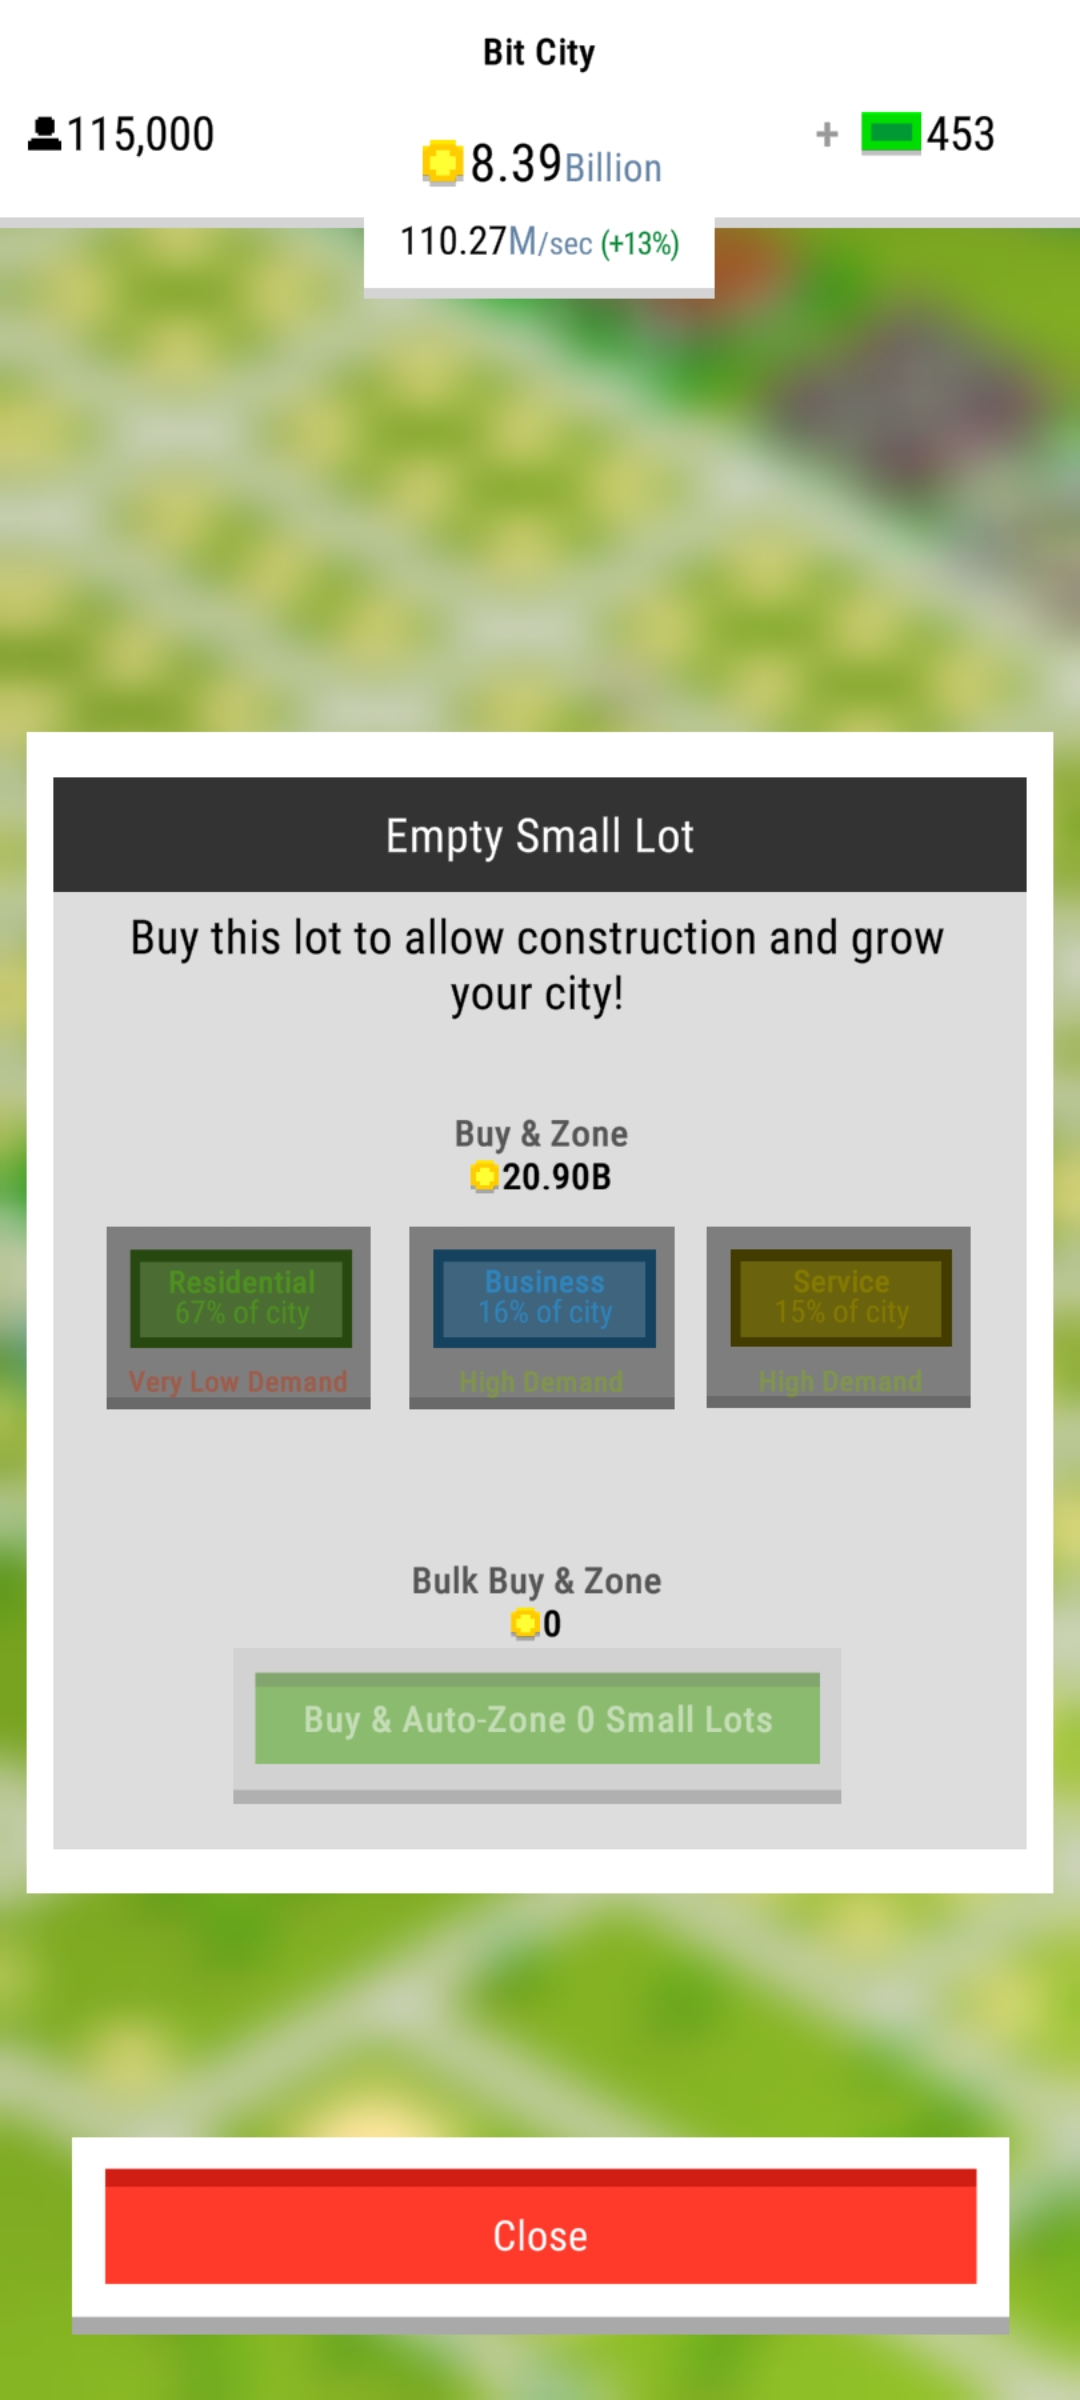 Bit City
115,000
8.39Billion
+ 453
110.27M/sec (+13%)
Empty Small Lot
Buy this lot to allow construction and grow
your city!
Buy & Zone
20.90B
Residential
67% of city
Very Low Demand
Business
16% of city
High Demand
Service
15% of city
High Demand
Bulk Buy & Zone
0
Buy & Auto-Zone 0 Small Lots
Close